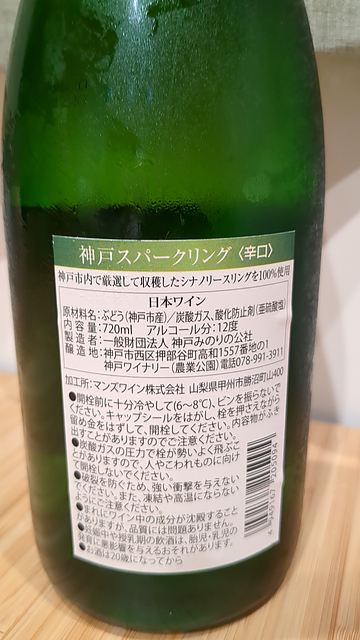 神戸スパークリング〈辛口〉
神戸市内で厳選して収穫したシナノリースリングを100%使用
日本ワイン
原材料名:ぶどう(神戸市産)/炭酸ガス、酸化防止剤(亜硫酸塩)
内容量:720ml アルコール分:12度
製造者:一般財団法人 神戸みのりの公社
醸造地:神戸市西区押部谷町高和1557番地の1
神戸ワイナリー(農業公園)電話078-991-3911
加工所:マンズワイン株式会社 山梨県甲州市勝沼町山400
●開栓前に十分冷やして(6〜8℃)、ビンを振らないで
ください。キャップシールをはがし、栓を押さえながら
留め金をはずして、開栓してください。内容物がふき
出すことがありますのでご注意ください。
●炭酸ガスの圧力で栓が勢いよく飛ぶこ
とがありますので、人やこわれものに向け
て開栓しないでください。
●破裂を防ぐため、強い衝撃を与えない
でください。また、凍結や高温にならない
ようにご注意ください。
●まれにワイン中の成分が沈殿すること
がありますが、品質には問題ありません。
●妊娠中や授乳期の飲酒は、胎児・乳児の
発育に悪影響を与えるおそれがあります。
●お酒は20歳になってから
4 949167 205094